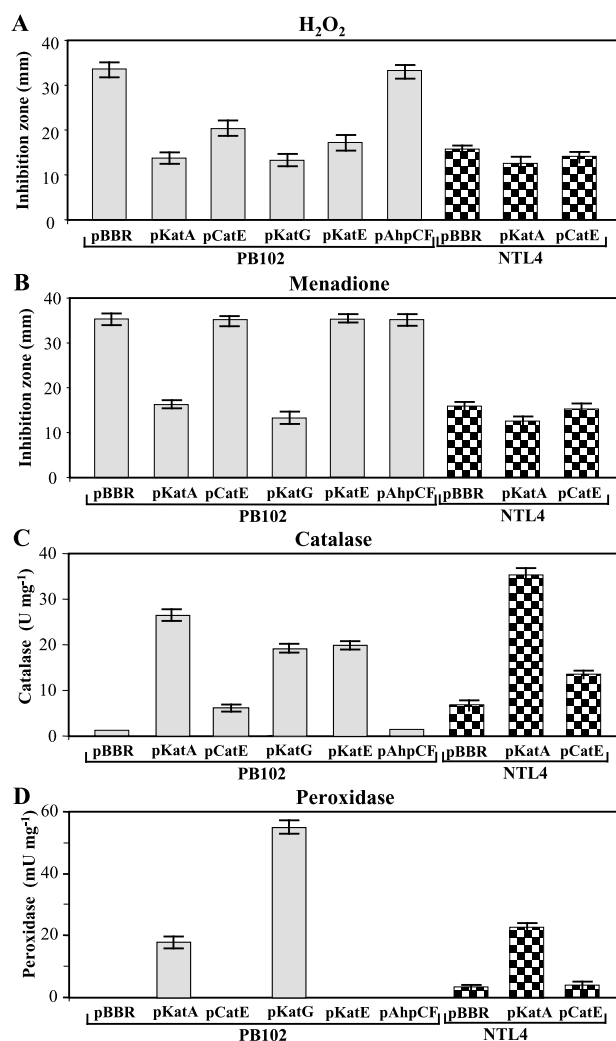 A H₂O₂
Inhibition zone (mm)
40
30
20
10
0
pBBR pKatA pCatE pKatG pKatE pAhpCF pBBR pKatA pCatE
PB102 NTL4
B Menadione
Inhibition zone (mm)
40
30
20
10
0
pBBR pKatA pCatE pKatG pKatE pAhpCF pBBR pKatA pCatE
PB102 NTL4
C Catalase
Catalase (U mg⁻¹)
40
30
20
10
0
pBBR pKatA pCatE pKatG pKatE pAhpCF pBBR pKatA pCatE
PB102 NTL4
D Peroxidase
Peroxidase (mU mg⁻¹)
60
40
20
0
pBBR pKatA pCatE pKatG pKatE pAhpCF pBBR pKatA pCatE
PB102 NTL4